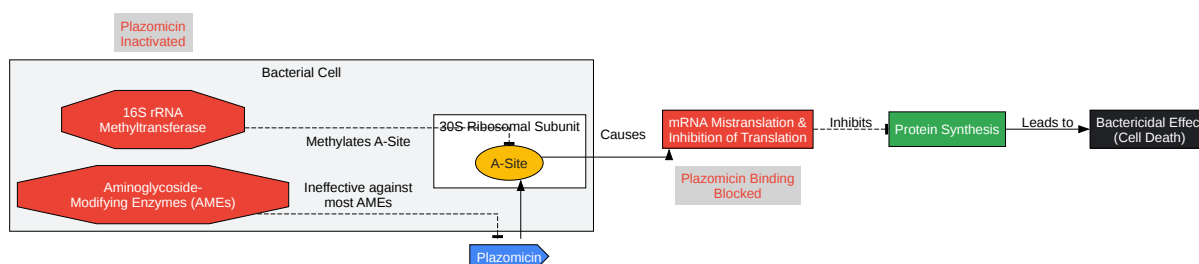 Plazomicin
Inactivated
Bacterial Cell
16S rRNA
Methyltransferase
Methylates A-Site
30S Ribosomal Subunit
A-Site
Causes
mRNA Mistranslation &
Inhibition of Translation
Inhibits
Protein Synthesis
Leads to
Bactericidal Effec
(Cell Death)
Aminoglycoside-
Modifying Enzymes (AMEs)
Ineffective against
most AMEs
Plazomicin Binding
Blocked
Plazomicin